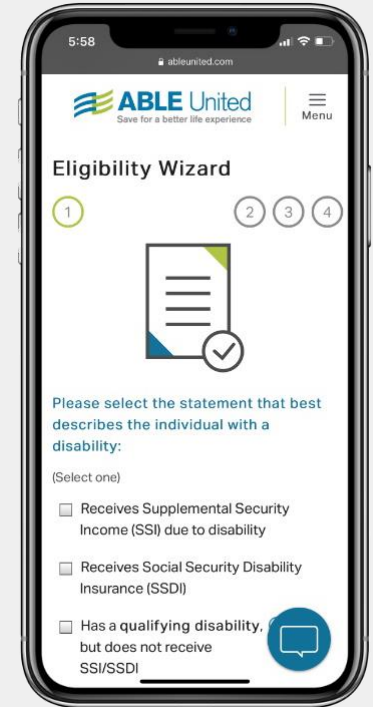 5:58
ableunited.com
ABLE United
Save for a better life experience
Menu
Eligibility Wizard
1 2 3 4
Please select the statement that best
describes the individual with a
disability:
(Select one)
Receives Supplemental Security
Income (SSI) due to disability
Receives Social Security Disability
Insurance (SSDI)
Has a qualifying disability,
but does not receive
SSI/SSDI